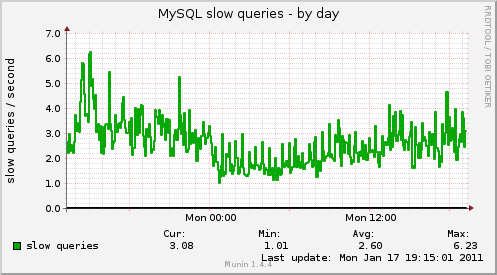 MySQL slow queries - by day
RRDTOOL / TOBI OETIKER
slow queries / second
7.0
6.0
5.0
4.0
3.0
2.0
1.0
0.0
Mon 00:00 Mon 12:00
Cur: Min: Avg: Max:
slow queries 3.08 1.01 2.60 6.23
Last update: Mon Jan 17 19:15:01 2011
Munin 1.4.4